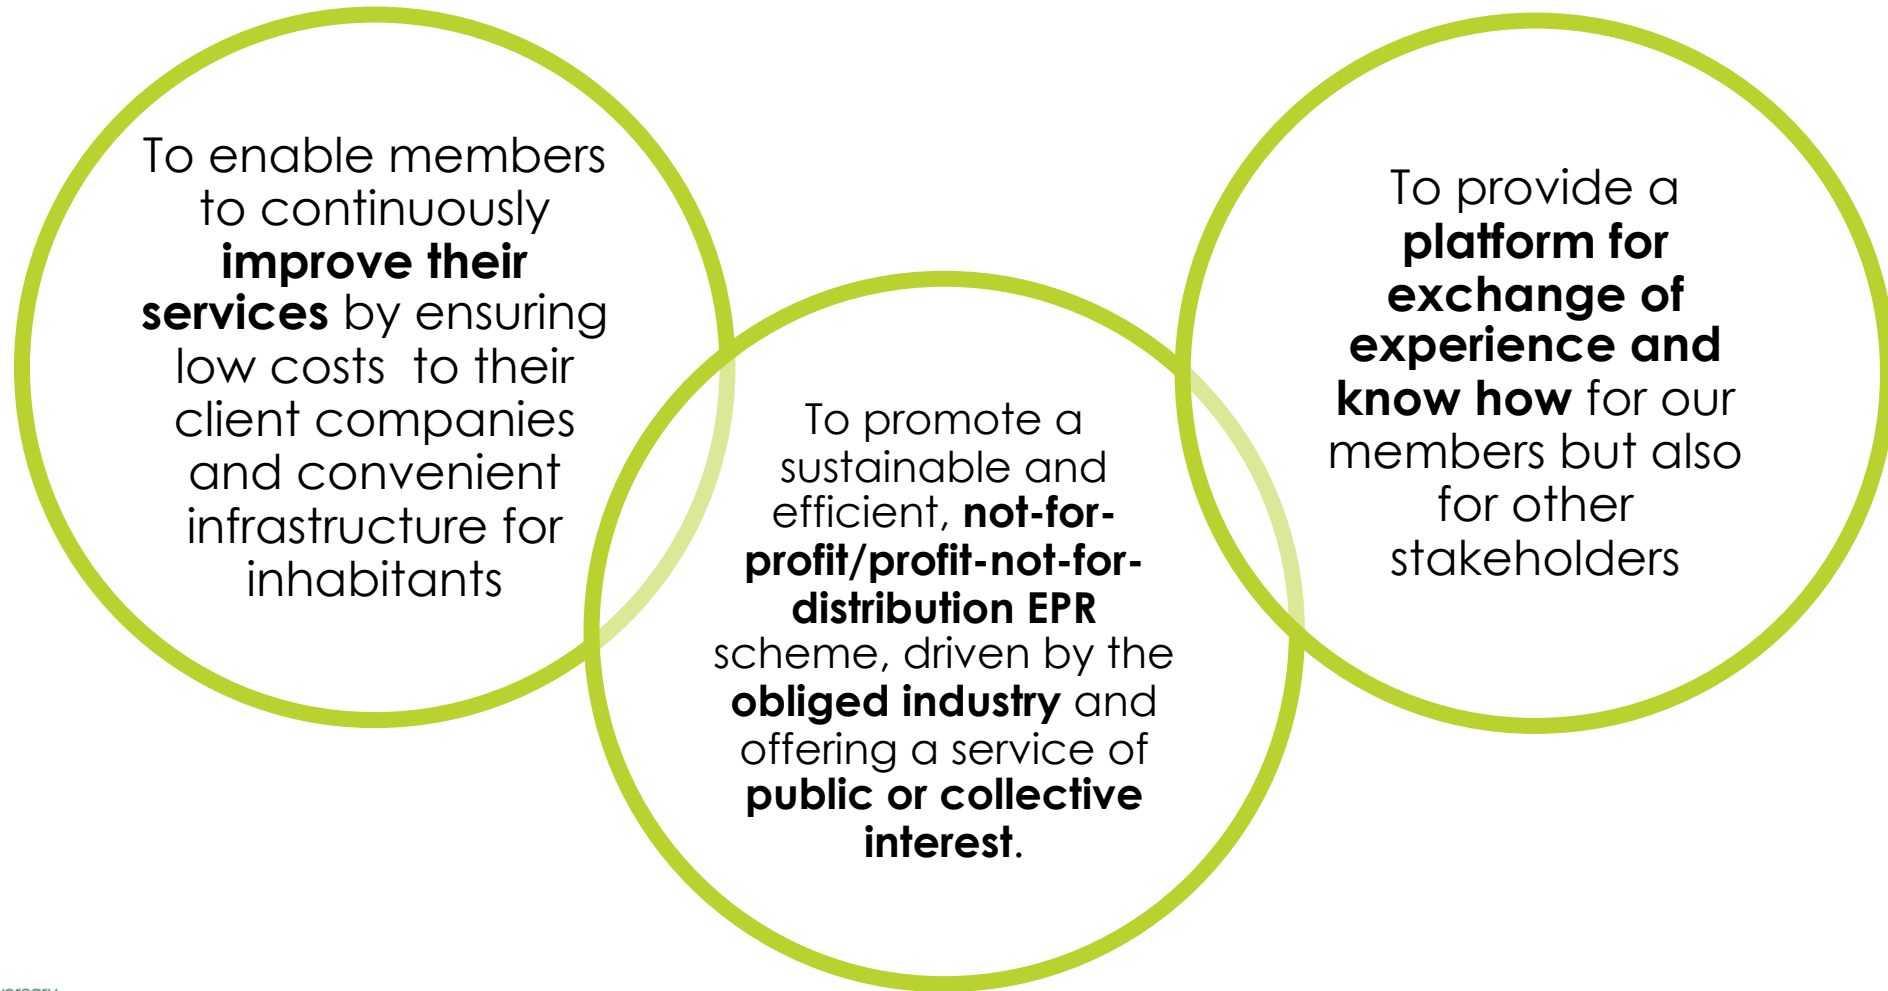 To enable members
to continuously
improve their
services by ensuring
low costs  to their
client companies
and convenient
infrastructure for
inhabitants
To promote a
sustainable and
efficient, not-for-
profit/profit-not-for-
distribution EPR
scheme, driven by the
obliged industry and
offering a service of
public or collective
interest.
To provide a
platform for
exchange of
experience and
know how for our
members but also
for other
stakeholders